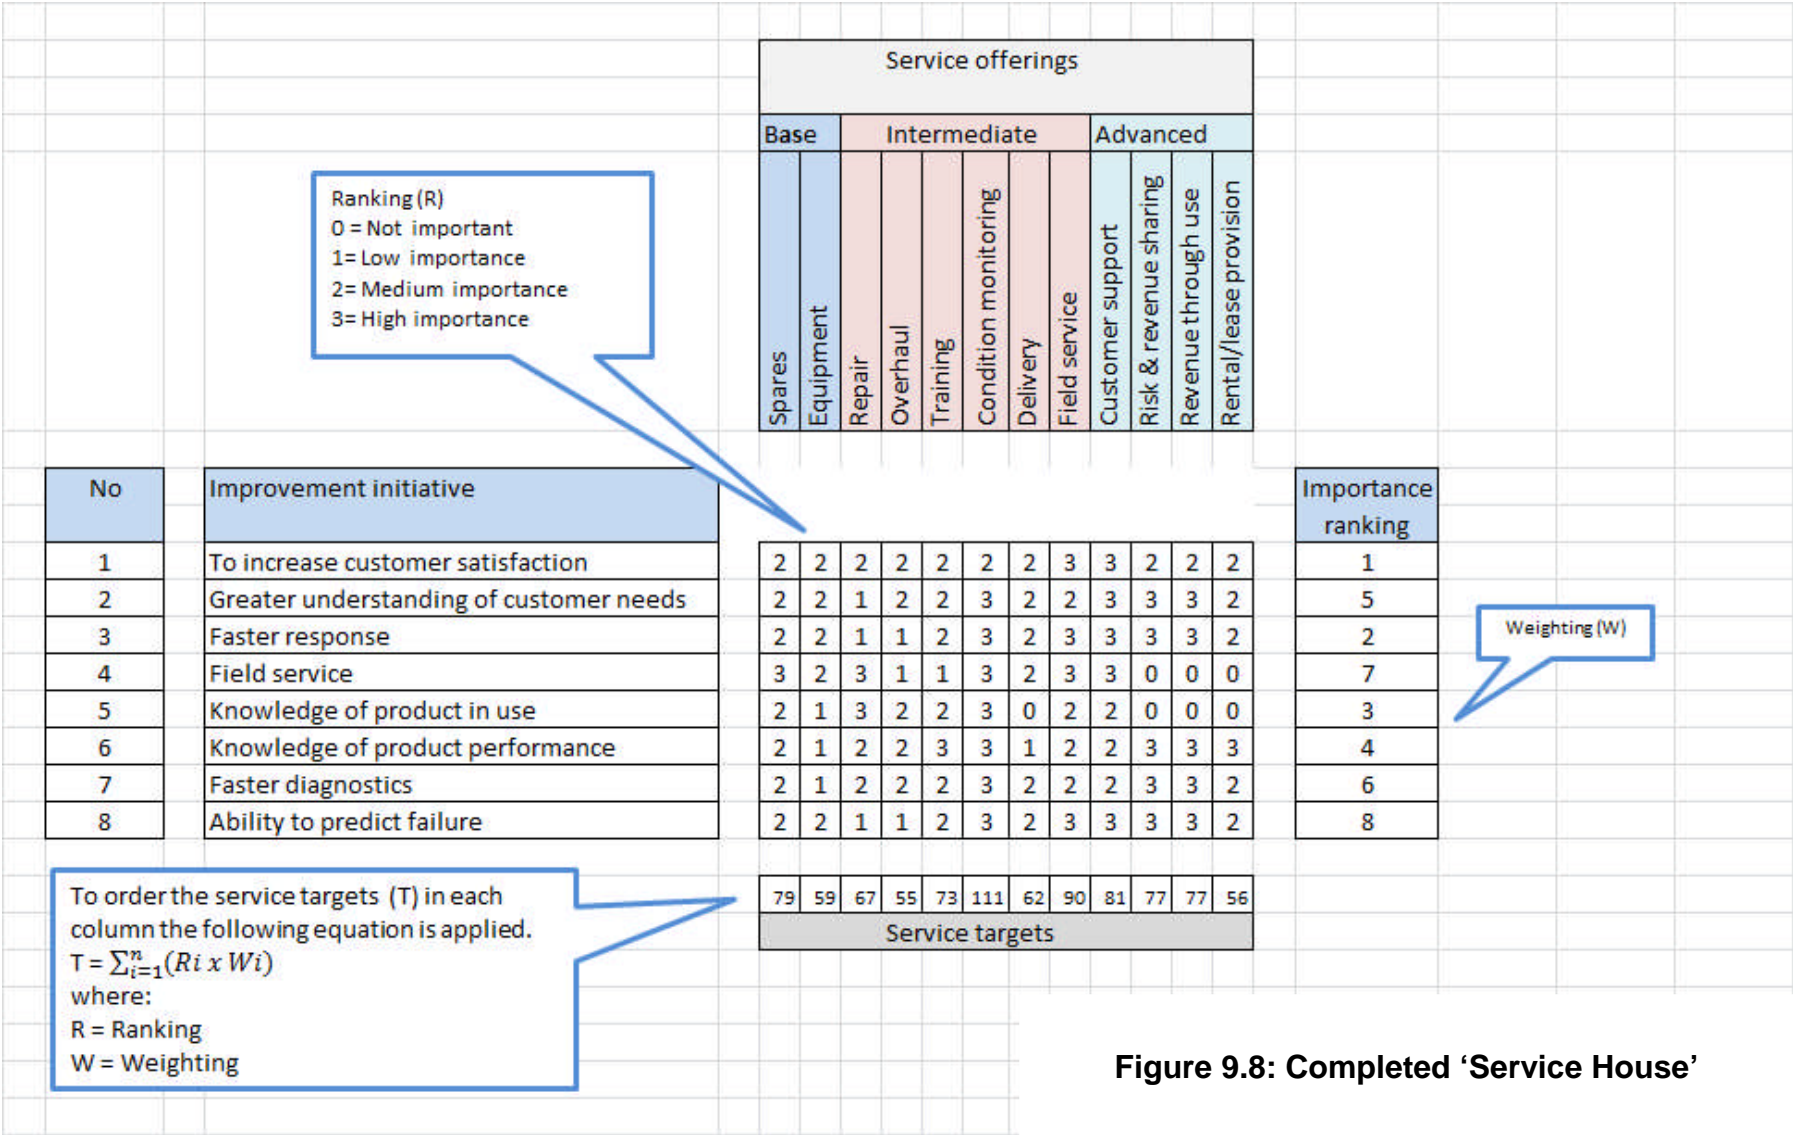 Service offerings
Base Intermediate Advanced
Spares
Equipment
Repair
Overhaul
Training
Condition monitoring
Delivery
Field service
Customer support
Risk & revenue sharing
Revenue through use
Rental/lease provision
Ranking (R)
0 = Not important
1= Low importance
2= Medium importance
3= High importance
No Improvement initiative Importance
ranking
1 To increase customer satisfaction 2 2 2 2 2 2 2 3 3 2 2 2 1
2 Greater understanding of customer needs 2 2 1 2 2 3 2 2 3 3 3 2 5
3 Faster response 2 2 1 1 2 3 2 3 3 3 3 2 2
4 Field service 3 2 3 1 1 3 2 3 3 0 0 0 7
5 Knowledge of product in use 2 1 3 2 2 3 0 2 2 0 0 0 3
6 Knowledge of product performance 2 1 2 2 3 3 1 2 2 3 3 3 4
7 Faster diagnostics 2 1 2 2 2 3 2 2 2 3 3 2 6
8 Ability to predict failure 2 2 1 1 2 3 2 3 3 3 3 2 8
Weighting (W)
79 59 67 55 73 111 62 90 81 77 77 56
Service targets
To order the service targets (T) in each
column the following equation is applied.
T = ∑ⁿᵢ₌₁(Ri x Wi)
where:
R = Ranking
W = Weighting
Figure 9.8: Completed ‘Service House’